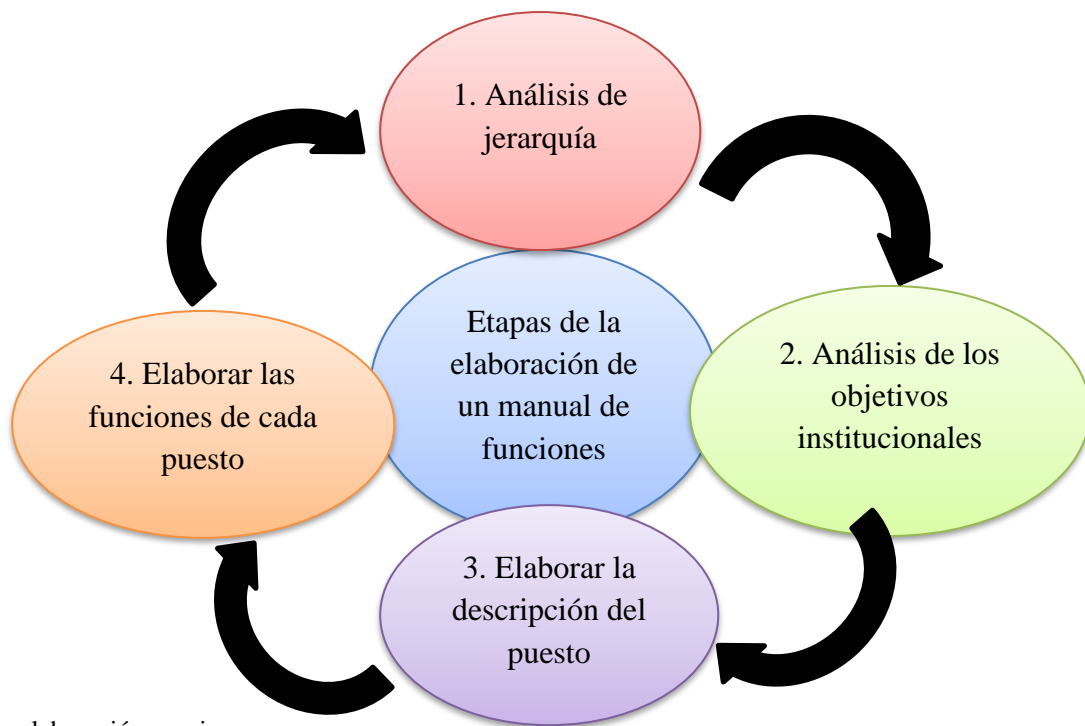 1. Análisis de
jerarquía
Etapas de la
elaboración de
un manual de
funciones
2. Análisis de los
objetivos
institucionales
3. Elaborar la
descripción del
puesto
4. Elaborar las
funciones de cada
puesto